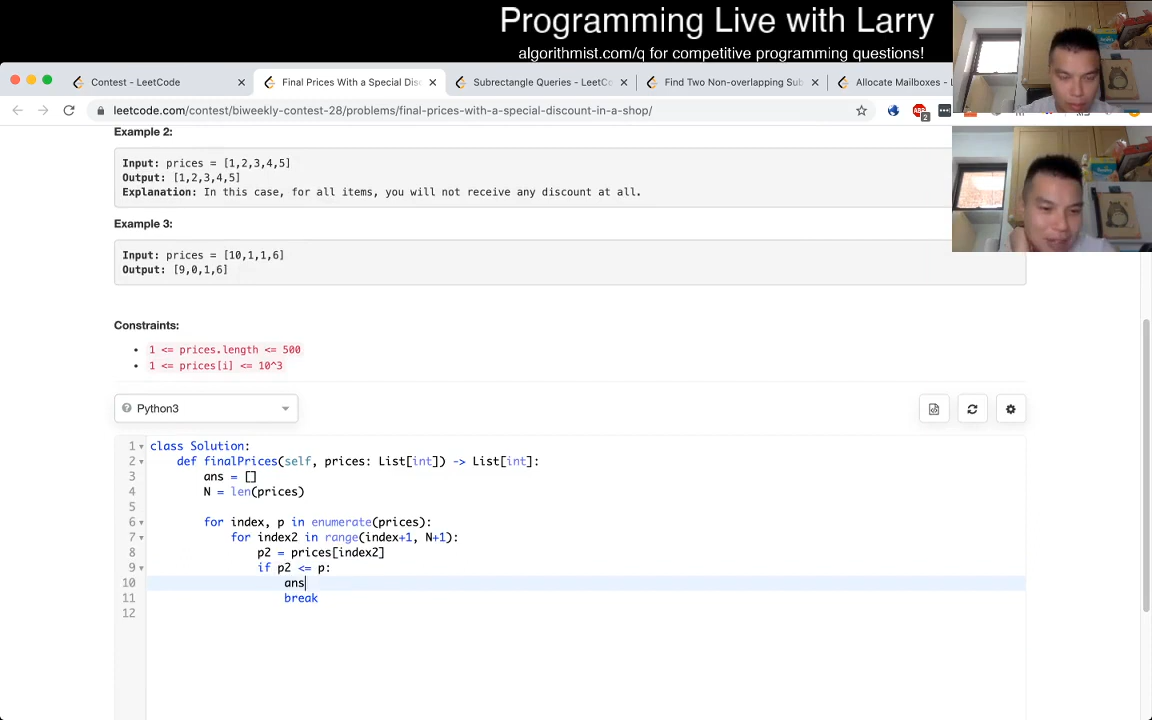 Programming Live with Larry
algorithmist.com/q for competitive programming questions!
Contest - LeetCode
Final Prices With a Special Dis
Subrectangle Queries - LeetCo
Find Two Non-overlapping Sub
Allocate Mailboxes - L
leetcode.com/contest/biweekly-contest-28/problems/final-prices-with-a-special-discount-in-a-shop/
Example 2:
Input: prices = [1,2,3,4,5]
Output: [1,2,3,4,5]
Explanation: In this case, for all items, you will not receive any discount at all.
Example 3:
Input: prices = [10,1,1,6]
Output: [9,0,1,6]
Constraints:
1 <= prices.length <= 500
1 <= prices[i] <= 10^3
Python3
1 class Solution:
2 def finalPrices(self, prices: List[int]) -> List[int]:
3 ans = []
4 N = len(prices)
5
6 for index, p in enumerate(prices):
7 for index2 in range(index+1, N+1):
8 p2 = prices[index2]
9 if p2 <= p:
10 ans
11 break
12